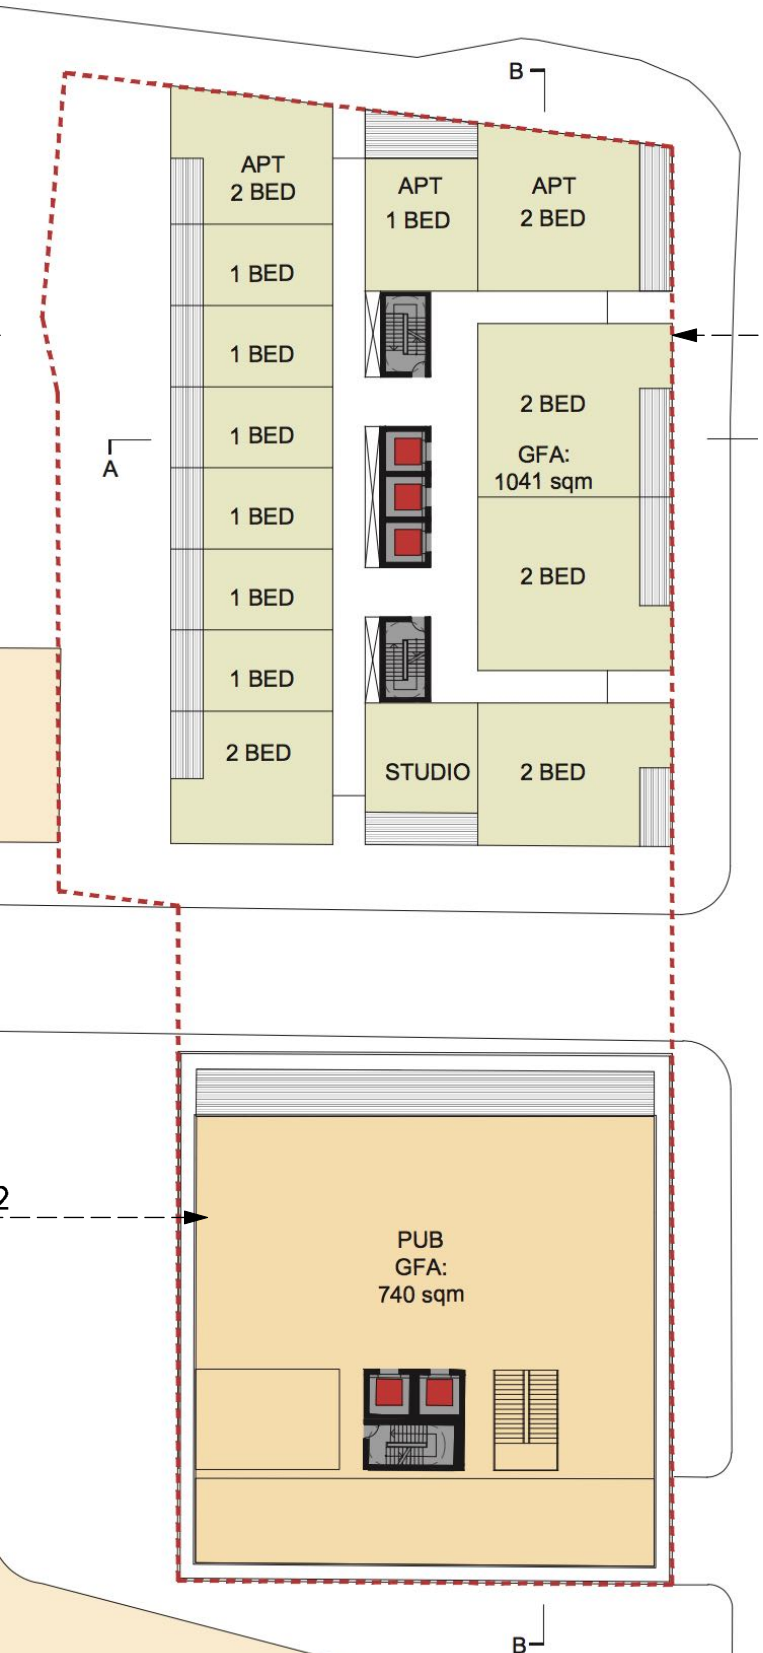 B
APT
2 BED
APT
1 BED
APT
2 BED
1 BED
1 BED
1 BED
1 BED
1 BED
1 BED
2 BED
A
2 BED
GFA:
1041 sqm
2 BED
STUDIO
2 BED
2
PUB
GFA:
740 sqm
B